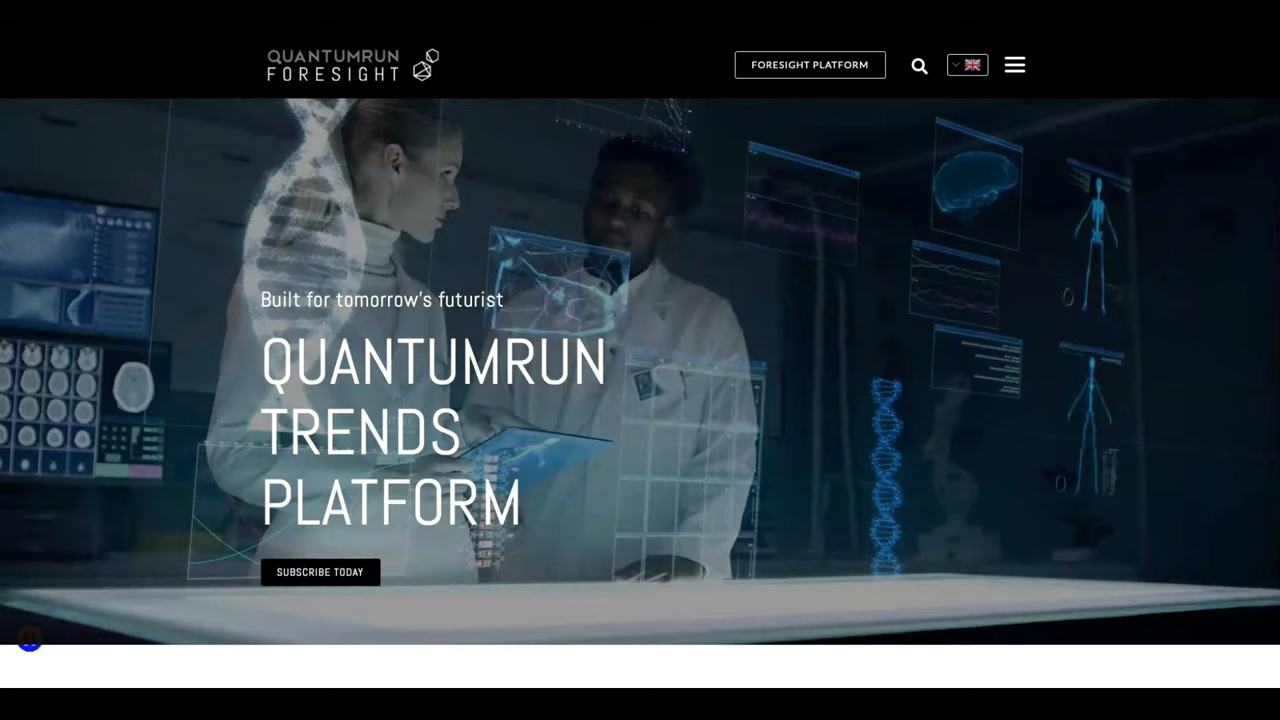 QUANTUMRUN
FORESIGHT
FORESIGHT PLATFORM
Built for tomorrow's futurist
QUANTUMRUN
TRENDS
PLATFORM
SUBSCRIBE TODAY